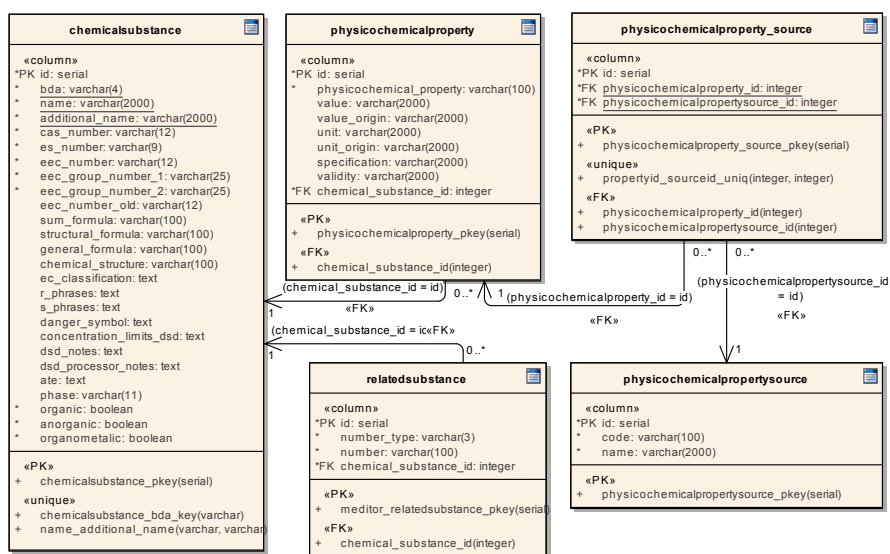 chemicalsubstance
«column»
*PK id: serial
* bda: varchar(4)
* name: varchar(2000)
* additional_name: varchar(2000)
* cas_number: varchar(12)
* es_number: varchar(9)
* eec_number: varchar(12)
* eec_group_number_1: varchar(25)
* eec_group_number_2: varchar(25)
eec_number_old: varchar(12)
sum_formula: varchar(100)
structural_formula: varchar(100)
general_formula: varchar(100)
chemical_structure: varchar(100)
ec_classification: text
r_phrases: text
s_phrases: text
danger_symbol: text
concentration_limits_dsd: text
dsd_notes: text
dsd_processor_notes: text
ate: text
phase: varchar(11)
* organic: boolean
* anorganic: boolean
* organometalic: boolean
«PK»
+ chemicalsubstance_pkey(serial)
«unique»
+ chemicalsubstance_bda_key(varchar)
+ name_additional_name(varchar, varchar)
physicochemicalproperty
«column»
*PK id: serial
* physicochemical_property: varchar(100)
value: varchar(2000)
value_origin: varchar(2000)
unit: varchar(2000)
unit_origin: varchar(2000)
specification: varchar(2000)
validity: varchar(2000)
*FK chemical_substance_id: integer
«PK»
+ physicochemicalproperty_pkey(serial)
«FK»
+ chemical_substance_id(integer)
physicochemicalproperty_source
«column»
*PK id: serial
*FK physicochemicalproperty_id: integer
*FK physicochemicalpropertysource_id: integer
«PK»
+ physicochemicalproperty_source_pkey(serial)
«unique»
+ propertyid_sourceid_uniq(integer, integer)
«FK»
+ physicochemicalproperty_id(integer)
+ physicochemicalpropertysource_id(integer)
(chemical_substance_id = id)
0..*
1
«FK»
(physicochemicalproperty_id = id)
0..*
1
«FK»
0..*
(physicochemicalpropertysource_id
= id)
«FK»
1
(chemical_substance_id = id
«FK»
1
0..*
relatedsubstance
«column»
*PK id: serial
* number_type: varchar(3)
* number: varchar(100)
*FK chemical_substance_id: integer
«PK»
+ meditor_relatedsubstance_pkey(serial)
«FK»
+ chemical_substance_id(integer)
physicochemicalpropertysource
«column»
*PK id: serial
* code: varchar(100)
* name: varchar(2000)
«PK»
+ physicochemicalpropertysource_pkey(serial)